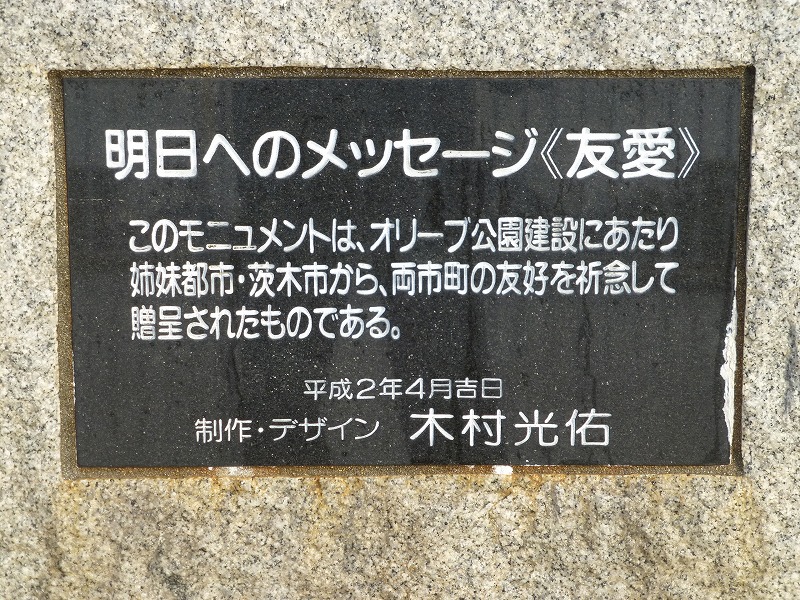 明日へのメッセージ《友愛》
このモニュメントは、オリーブ公園建設にあたり
姉妹都市・茨木市から、両市町の友好を祈念して
贈呈されたものである。
平成2年4月吉日
制作・デザイン 木村光佑